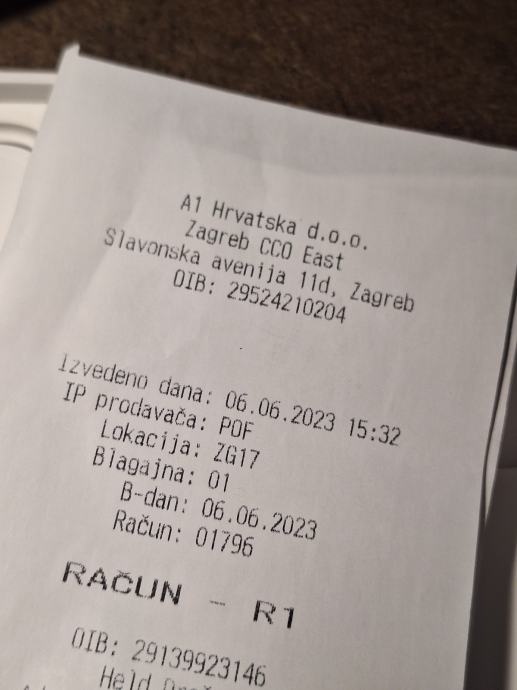 A1 Hrvatska d.o.o.
Zagreb CCO East
Slavonska avenija 11d, Zagreb
OIB: 29524210204
Izvedeno dana: 06.06.2023 15:32
IP prodavača: POF
Lokacija: ZG17
Blagajna: 01
B-dan: 06.06.2023
Račun: 01796
RAČUN - R1
OIB: 29139923146
Held